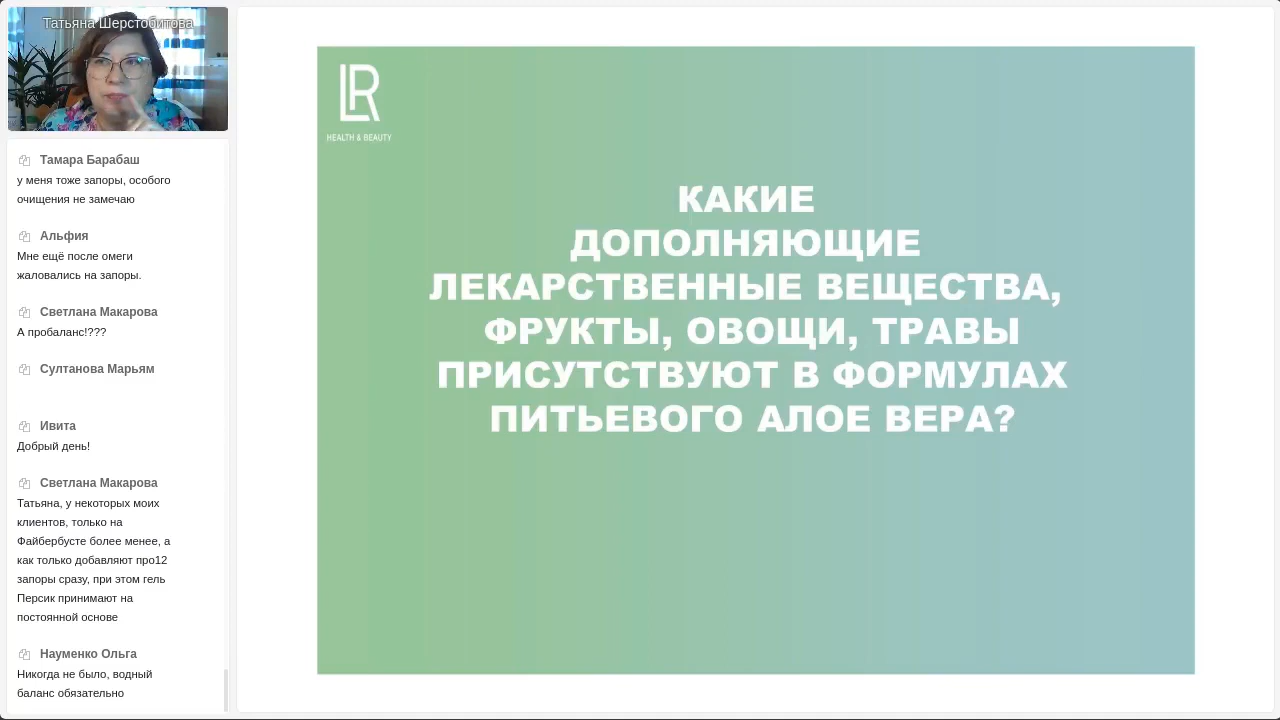 Татьяна Шерстобитова
Тамара Барабаш
у меня тоже запоры, особого
очищения не замечаю
Альфия
Мне ещё после омеги
жаловались на запоры.
Светлана Макарова
А пробаланс!???
Султанова Марьям
Ивита
Добрый день!
Светлана Макарова
Татьяна, у некоторых моих
клиентов, только на
Файбербусте более менее, а
как только добавляют про12
запоры сразу, при этом гель
Персик принимают на
постоянной основе
Науменко Ольга
Никогда не было, водный
баланс обязательно
LR
HEALTH & BEAUTY
КАКИЕ
ДОПОЛНЯЮЩИЕ
ЛЕКАРСТВЕННЫЕ ВЕЩЕСТВА,
ФРУКТЫ, ОВОЩИ, ТРАВЫ
ПРИСУТСТВУЮТ В ФОРМУЛАХ
ПИТЬЕВОГО АЛОЕ ВЕРА?